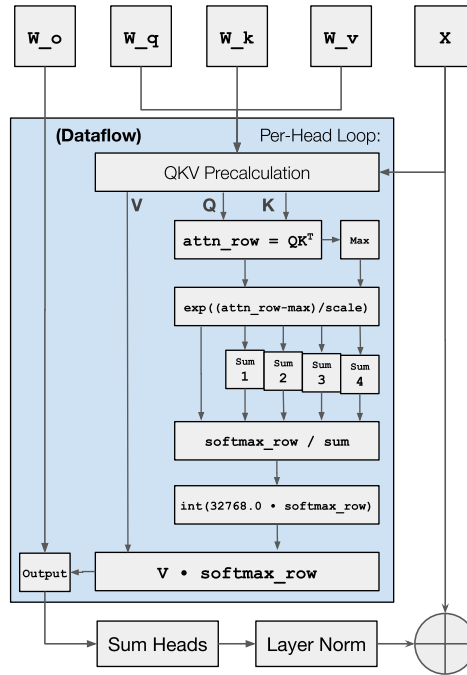 W_o W_q W_k W_v X
(Dataflow) Per-Head Loop:
QKV Precalculation
V Q K
attn_row = QKᵀ Max
exp((attn_row-max)/scale)
Sum 1 Sum 2 Sum 3 Sum 4
softmax_row / sum
int(32768.0 • softmax_row)
Output V • softmax_row
Sum Heads Layer Norm